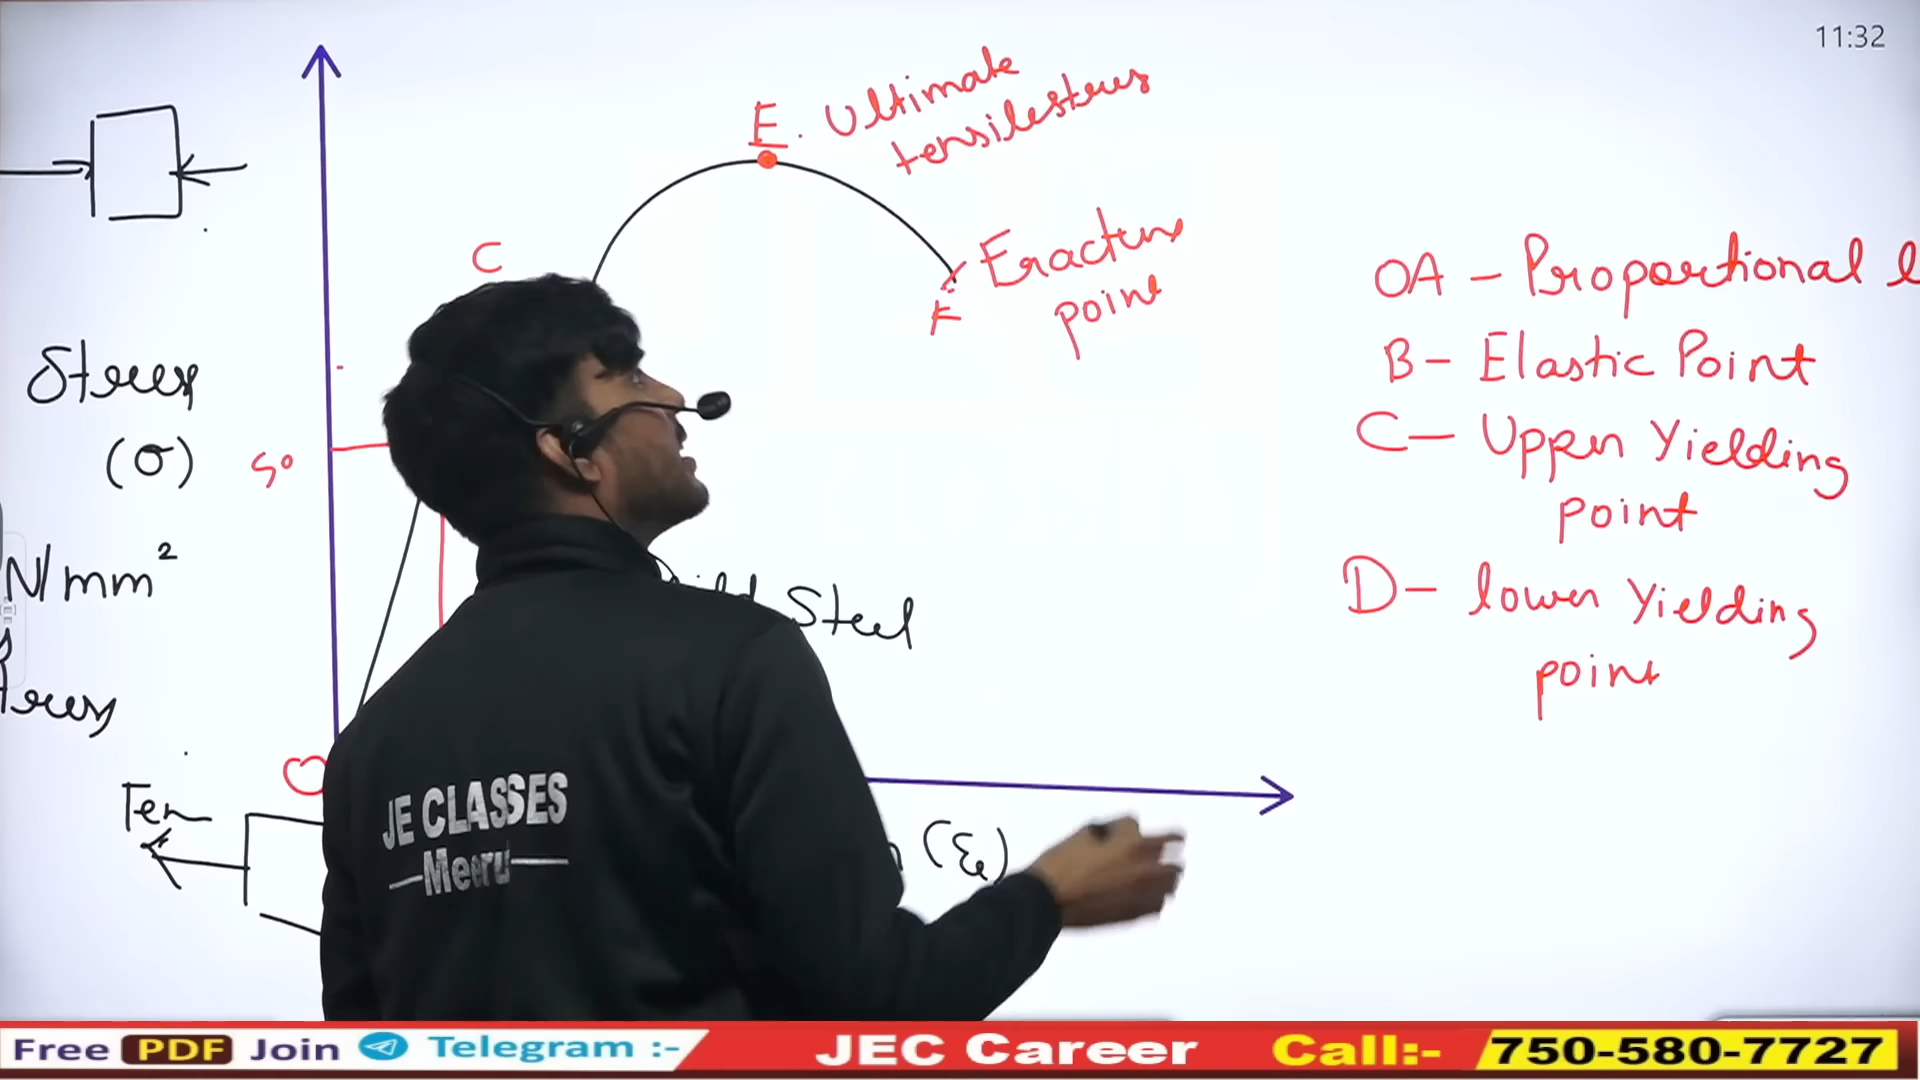 11:32
E. Ultimate
tensilestress
C
Fracture
point
F
Stress
(σ)
50
N/mm²
Steel
O
Ten
(ε)
OA - Proportional l
B- Elastic Point
C- Upper Yielding
point
D- lower Yielding
point
JE CLASSES
Meeru
Free PDF Join Telegram :- JEC Career Call:- 750-580-7727